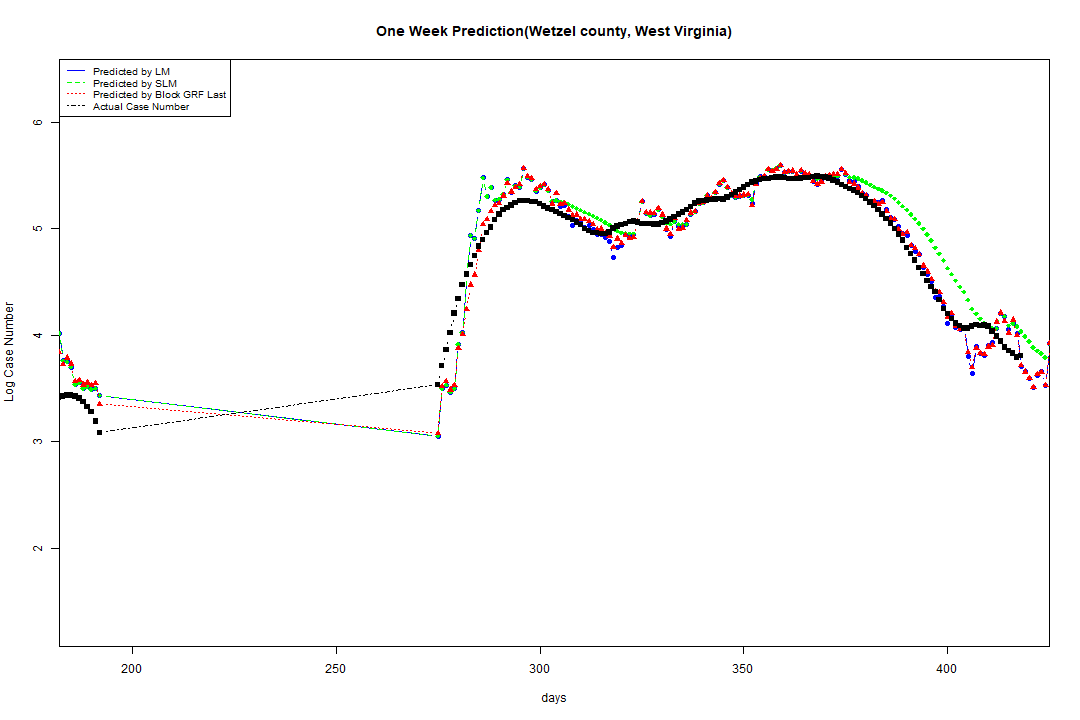 One Week Prediction(Wetzel county, West Virginia)
Predicted by LM
Predicted by SLM
Predicted by Block GRF Last
Actual Case Number
Log Case Number
6
5
4
3
2
200 250 300 350 400
days